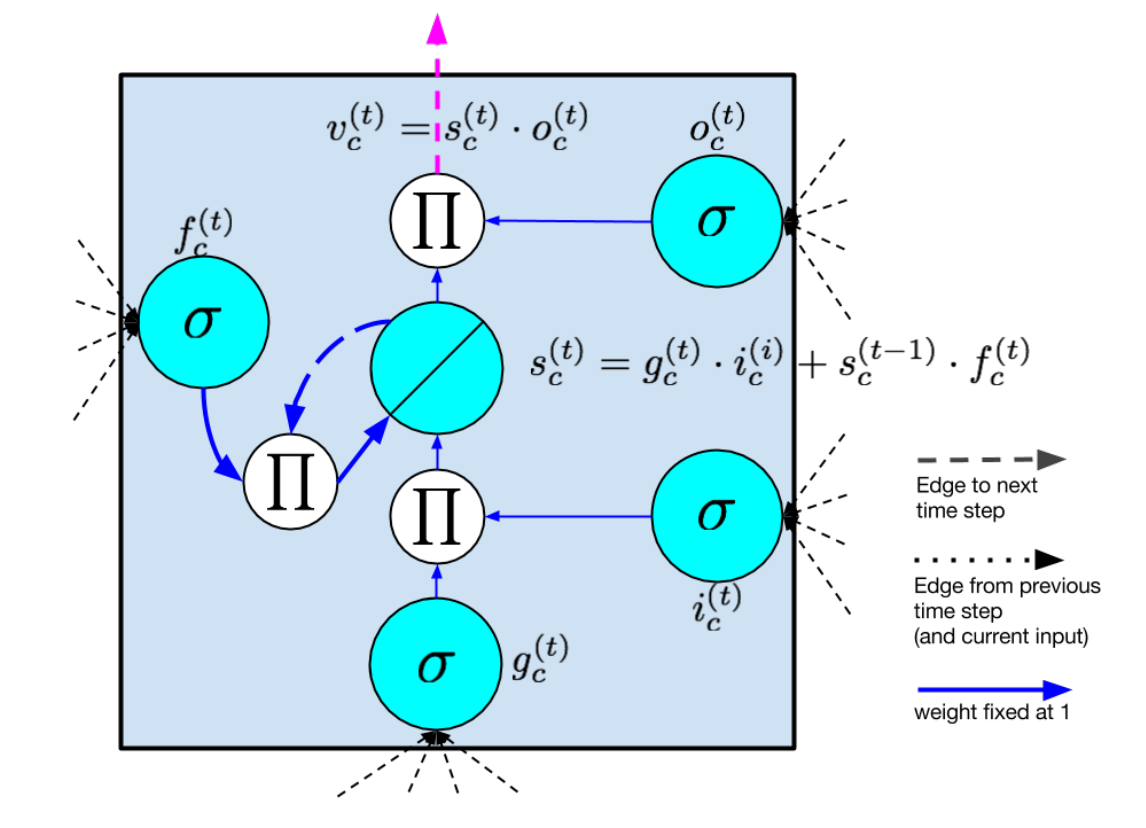 v_c^{(t)} = s_c^{(t)} · o_c^{(t)}
o_c^{(t)}
∏
σ
f_c^{(t)}
σ
s_c^{(t)} = g_c^{(t)} · i_c^{(i)} + s_c^{(t−1)} · f_c^{(t)}
∏
∏
σ
i_c^{(t)}
σ
g_c^{(t)}
Edge to next
time step
Edge from previous
time step
(and current input)
weight fixed at 1